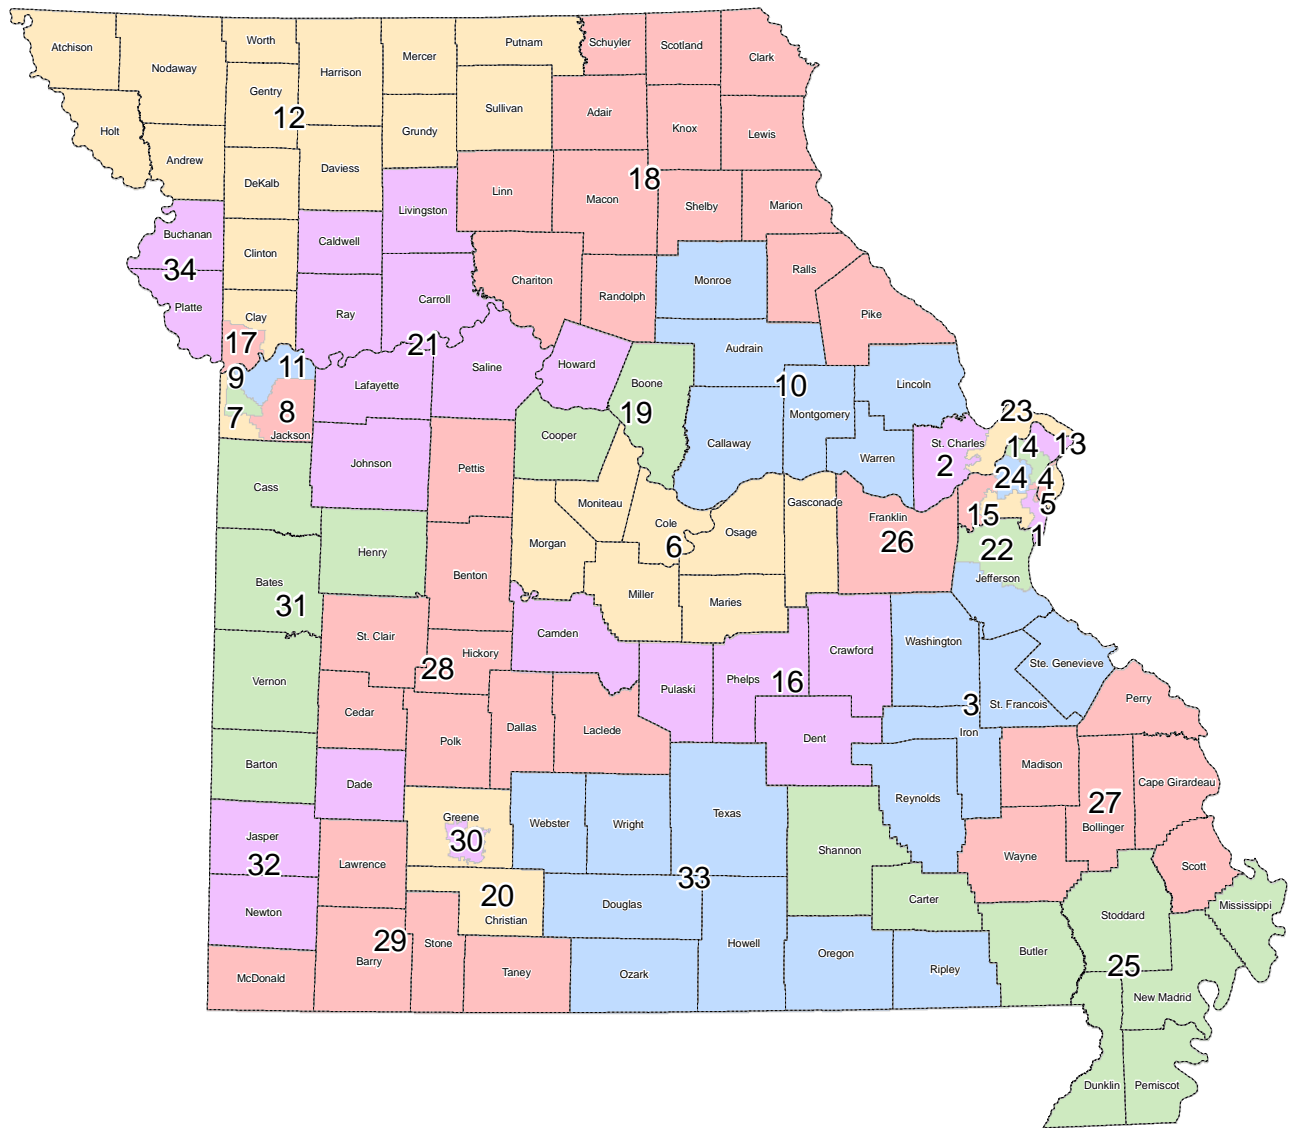 Atchison
Nodaway
Worth
Gentry
Harrison
Mercer
Putnam
Schuyler
Scotland
Clark
Holt
Andrew
12
DeKalb
Daviess
Grundy
Sullivan
Adair
Knox
Lewis
Buchanan
34
Platte
Clinton
Caldwell
Livingston
Linn
Macon
18
Shelby
Marion
Clay
17
Ray
Carroll
21
Chariton
Randolph
Monroe
Ralls
Pike
9
11
7
8
Jackson
Lafayette
Saline
Howard
Boone
19
Audrain
10
Montgomery
Lincoln
Cass
Johnson
Pettis
Cooper
Callaway
Warren
St. Charles
2
23
14
13
24
4
5
15
1
Bates
31
Henry
Benton
Morgan
Moniteau
Cole
6
Osage
Gasconade
Franklin
26
22
Jefferson
Vernon
St. Clair
Hickory
28
Camden
Miller
Maries
Pulaski
Phelps
16
Crawford
Washington
3
St. Francois
Ste. Genevieve
Perry
Barton
Cedar
Polk
Dallas
Laclede
Dent
Iron
Reynolds
Madison
27
Bollinger
Cape Girardeau
Jasper
32
Newton
Dade
Lawrence
Greene
30
20
Christian
Webster
Wright
Texas
33
Shannon
Carter
Wayne
Scott
Mississippi
McDonald
Barry
29
Stone
Taney
Douglas
Ozark
Howell
Oregon
Ripley
Butler
Stoddard
25
New Madrid
Dunklin
Pemiscot